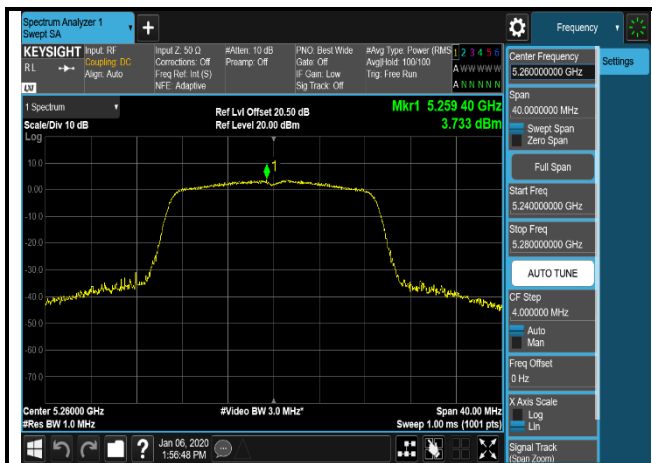 Spectrum Analyzer 1
Swept SA
+
Frequency
KEYSIGHT
RL
LXI
Input: RF
Coupling: DC
Align: Auto
Input Z: 50 Ω
Corrections: Off
Freq Ref: Int (S)
NFE: Adaptive
#Atten: 10 dB
Preamp: Off
PNO: Best Wide
Gate: Off
IF Gain: Low
Sig Track: Off
#Avg Type: Power (RMS
Avg|Hold: 100/100
Trig: Free Run
1 2 3 4 5 6
A W W W W W
A N N N N N
1 Spectrum
Scale/Div 10 dB
Log
Ref Lvl Offset 20.50 dB
Ref Level 20.00 dBm
Mkr1 5.259 40 GHz
3.733 dBm
1
10.0
0.00
-10.0
-20.0
-30.0
-40.0
-50.0
-60.0
-70.0
Center 5.26000 GHz
#Res BW 1.0 MHz
#Video BW 3.0 MHz*
Span 40.00 MHz
Sweep 1.00 ms (1001 pts)
?
Jan 06, 2020
1:56:48 PM
Center Frequency
5.260000000 GHz
Settings
Span
40.0000000 MHz
Swept Span
Zero Span
Full Span
Start Freq
5.240000000 GHz
Stop Freq
5.280000000 GHz
AUTO TUNE
CF Step
4.000000 MHz
Auto
Man
Freq Offset
0 Hz
X Axis Scale
Log
Lin
Signal Track
(Span Zoom)